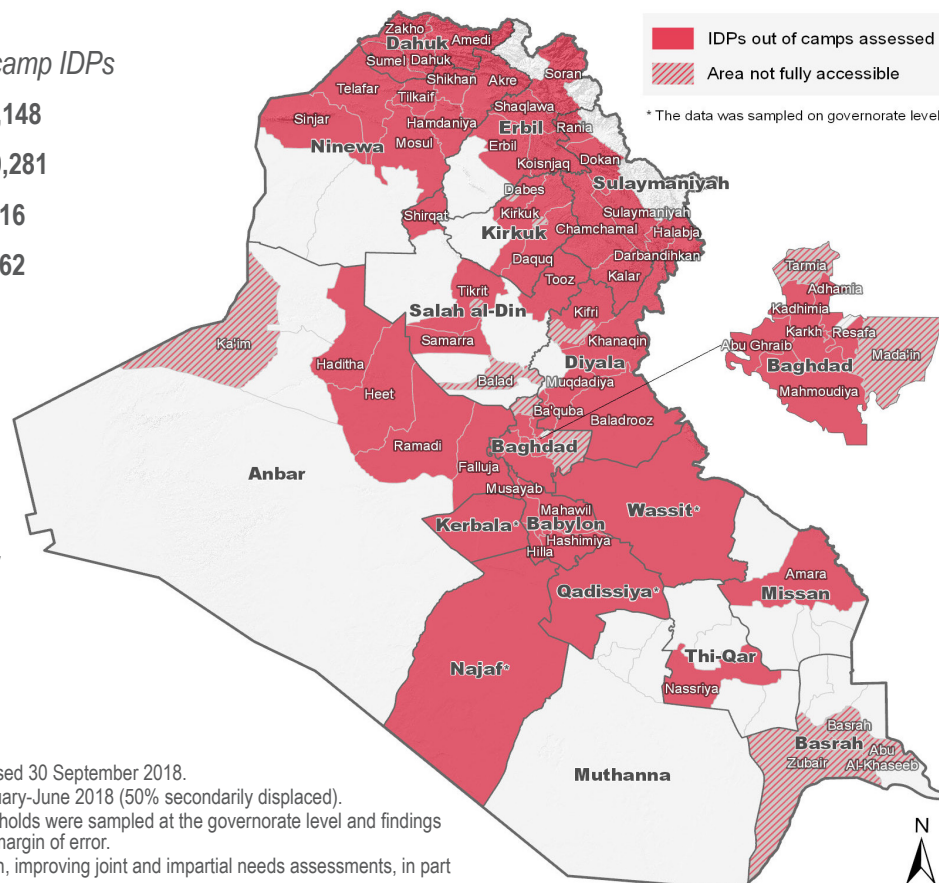 camp IDPs
,148
,281
16
62
IDPs out of camps assessed
Area not fully accessible
* The data was sampled on governorate level
Zakho
Dahuk
Amedi
Sumel
Dahuk
Soran
Shikhan
Akre
Telafar
Tilkaif
Shaqlawa
Sinjar
Hamdaniya
Erbil
Rania
Ninewa
Mosul
Erbil
Dokan
Koisnjaq
Sulaymaniyah
Dabes
Shirqat
Kirkuk
Sulaymaniyah
Kirkuk
Chamchamal
Halabja
Daquq
Darbandihkan
Tooz
Kalar
Tikrit
Salah al-Din
Kifri
Samarra
Khanaqin
Ka'im
Diyala
Haditha
Balad
Muqdadiya
Heet
Ba'quba
Baladrooz
Ramadi
Baghdad
Anbar
Falluja
Musayab
Wassit*
Kerbala*
Mahawil
Babylon
Hashimiya
Hilla
Amara
Qadissiya*
Missan
Najaf*
Thi-Qar
Nassriya
Basrah
Basrah
Zubair
Abu
Al-Khaseeb
Muthanna
Tarmia
Adhamia
Kadhimia
Karkh
Resafa
Abu Ghraib
Baghdad
Mada'in
Mahmoudiya
N
sed 30 September 2018.
uary-June 2018 (50% secondarily displaced).
holds were sampled at the governorate level and findings
margin of error.
n, improving joint and impartial needs assessments, in part